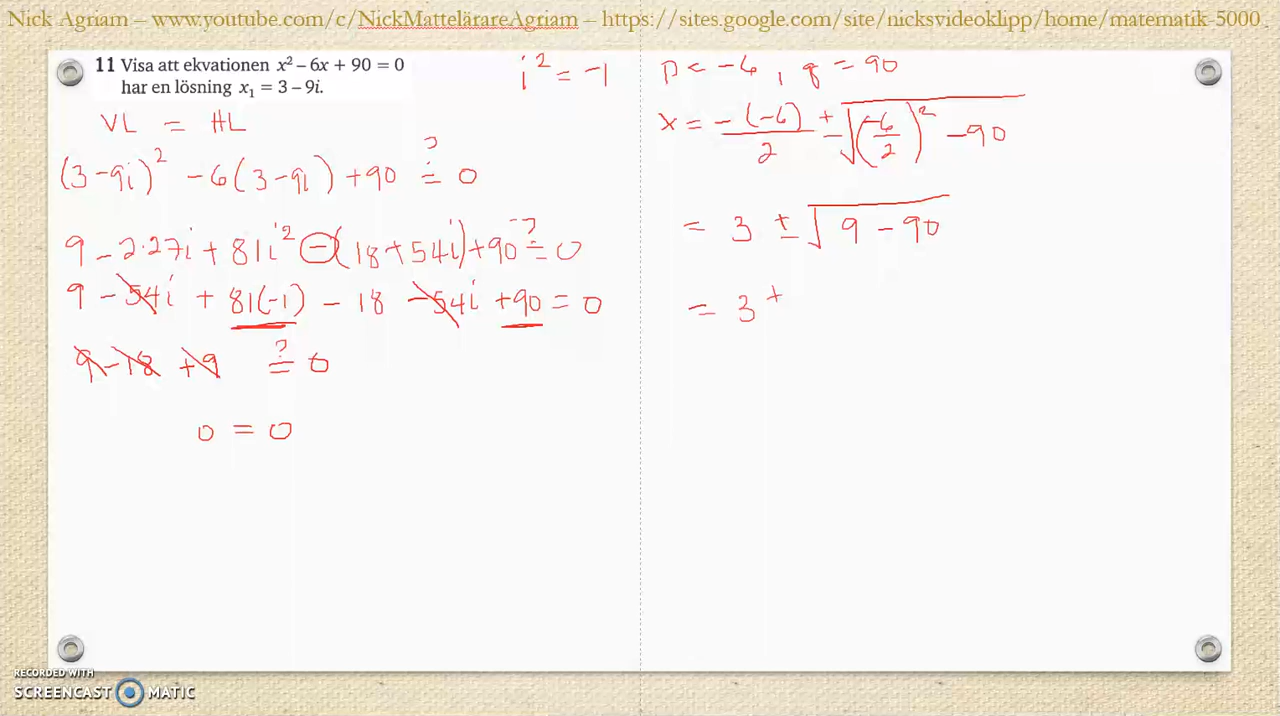 Nick Agriam – www.youtube.com/c/NickMattelärareAgriam – https://sites.google.com/site/nicksvideoklipp/home/matematik-5000
11 Visa att ekvationen x² – 6x + 90 = 0
har en lösning x₁ = 3 – 9i.
i² = -1
VL = HL
(3-9i)² - 6(3-9i) + 90 ≟ 0
9 - 2·27i + 81i² - (18+54i) + 90 ≟ 0
9 - 54i + 81(-1) - 18 - 54i + 90 = 0
9 - 18 + 9 ≟ 0
0 = 0
p = -6, q = 90
x = -(-6)/2 ± √((-6/2)² - 90)
= 3 ± √(9 - 90)
= 3 +
RECORDED WITH
SCREENCAST MATIC